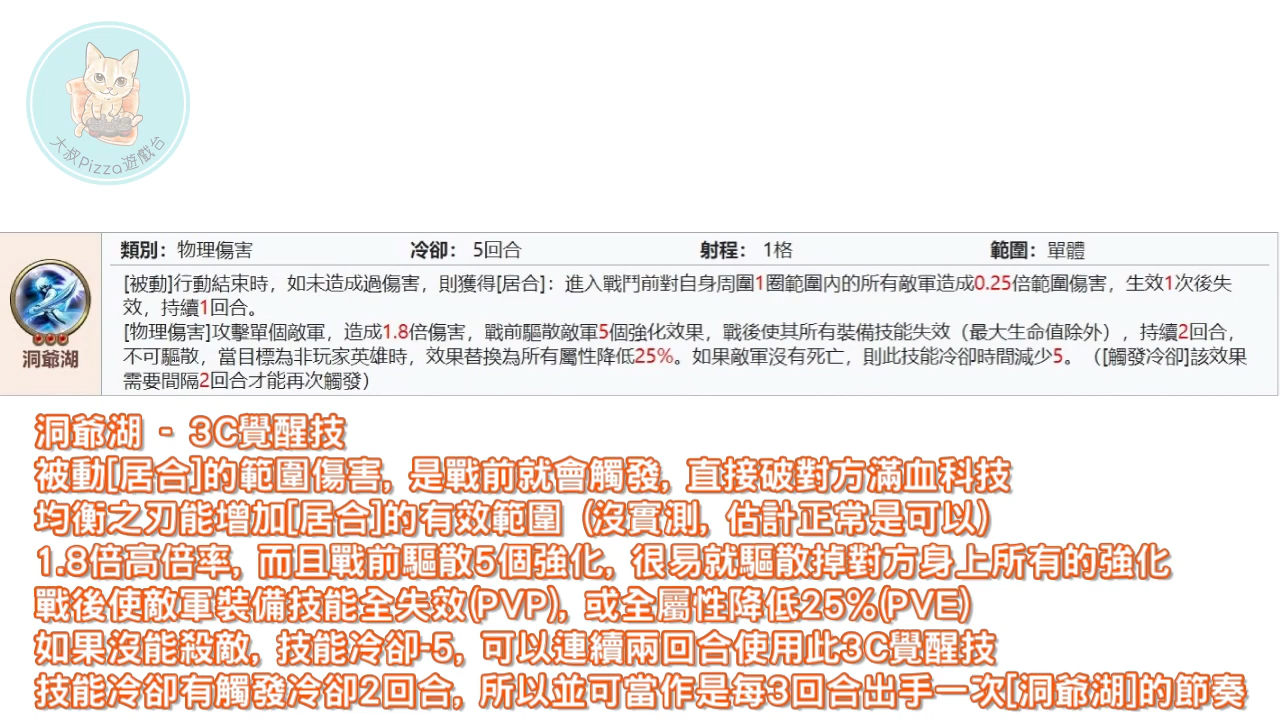 大叔Pizza遊戲台
類別： 物理傷害 冷卻： 5回合 射程： 1格 範圍： 單體
[被動]行動結束時，如未造成過傷害，則獲得[居合]：進入戰鬥前對自身周圍1圈範圍內的所有敵軍造成0.25倍範圍傷害，生效1次後失
效，持續1回合。
[物理傷害]攻擊單個敵軍，造成1.8倍傷害，戰前驅散敵軍5個強化效果，戰後使其所有裝備技能失效（最大生命值除外），持續2回合，
不可驅散，當目標為非玩家英雄時，效果替換為所有屬性降低25%。如果敵軍沒有死亡，則此技能冷卻時間減少5。（[觸發冷卻]該效果
需要間隔2回合才能再次觸發）
洞爺湖
洞爺湖 - 3C覺醒技
被動[居合]的範圍傷害, 是戰前就會觸發, 直接破對方滿血科技
均衡之刃能增加[居合]的有效範圍 (沒實測, 估計正常是可以)
1.8倍高倍率, 而且戰前驅散5個強化, 很易就驅散掉對方身上所有的強化
戰後使敵軍裝備技能全失效(PVP), 或全屬性降低25%(PVE)
如果沒能殺敵, 技能冷卻-5, 可以連續兩回合使用此3C覺醒技
技能冷卻有觸發冷卻2回合, 所以並可當作是每3回合出手一次[洞爺湖]的節奏